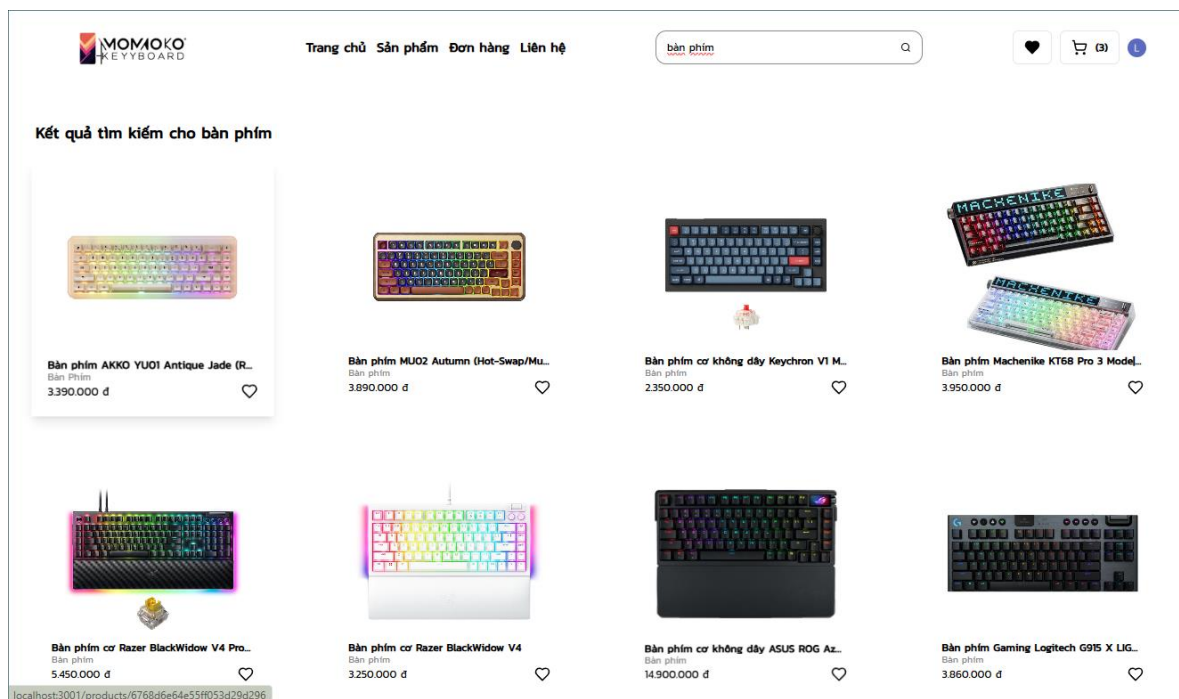 MOMOKO
KEYYBOARD
Trang chủ Sản phẩm Đơn hàng Liên hệ
bàn phím
(3)
L
Kết quả tìm kiếm cho bàn phím
MACHENIKE
MACHENIKE
Bàn phím AKKO YU01 Antique Jade (R...
Bàn Phím
3.390.000 đ
Bàn phím MU02 Autumn (Hot-Swap/Mu...
Bàn phím
3.890.000 đ
Bàn phím cơ không dây Keychron V1 M...
Bàn phím
2.350.000 đ
Bàn phím Machenike KT68 Pro 3 Mode|...
Bàn phím
3.950.000 đ
Bàn phím cơ Razer BlackWidow V4 Pro...
Bàn phím
5.450.000 đ
Bàn phím cơ Razer BlackWidow V4
Bàn phím
3.250.000 đ
Bàn phím cơ không dây ASUS ROG Az...
Bàn phím
14.900.000 đ
Bàn phím Gaming Logitech G915 X LIG...
Bàn phím
3.860.000 đ
localhost:3001/products/6768d6e64e55ff053d29d296